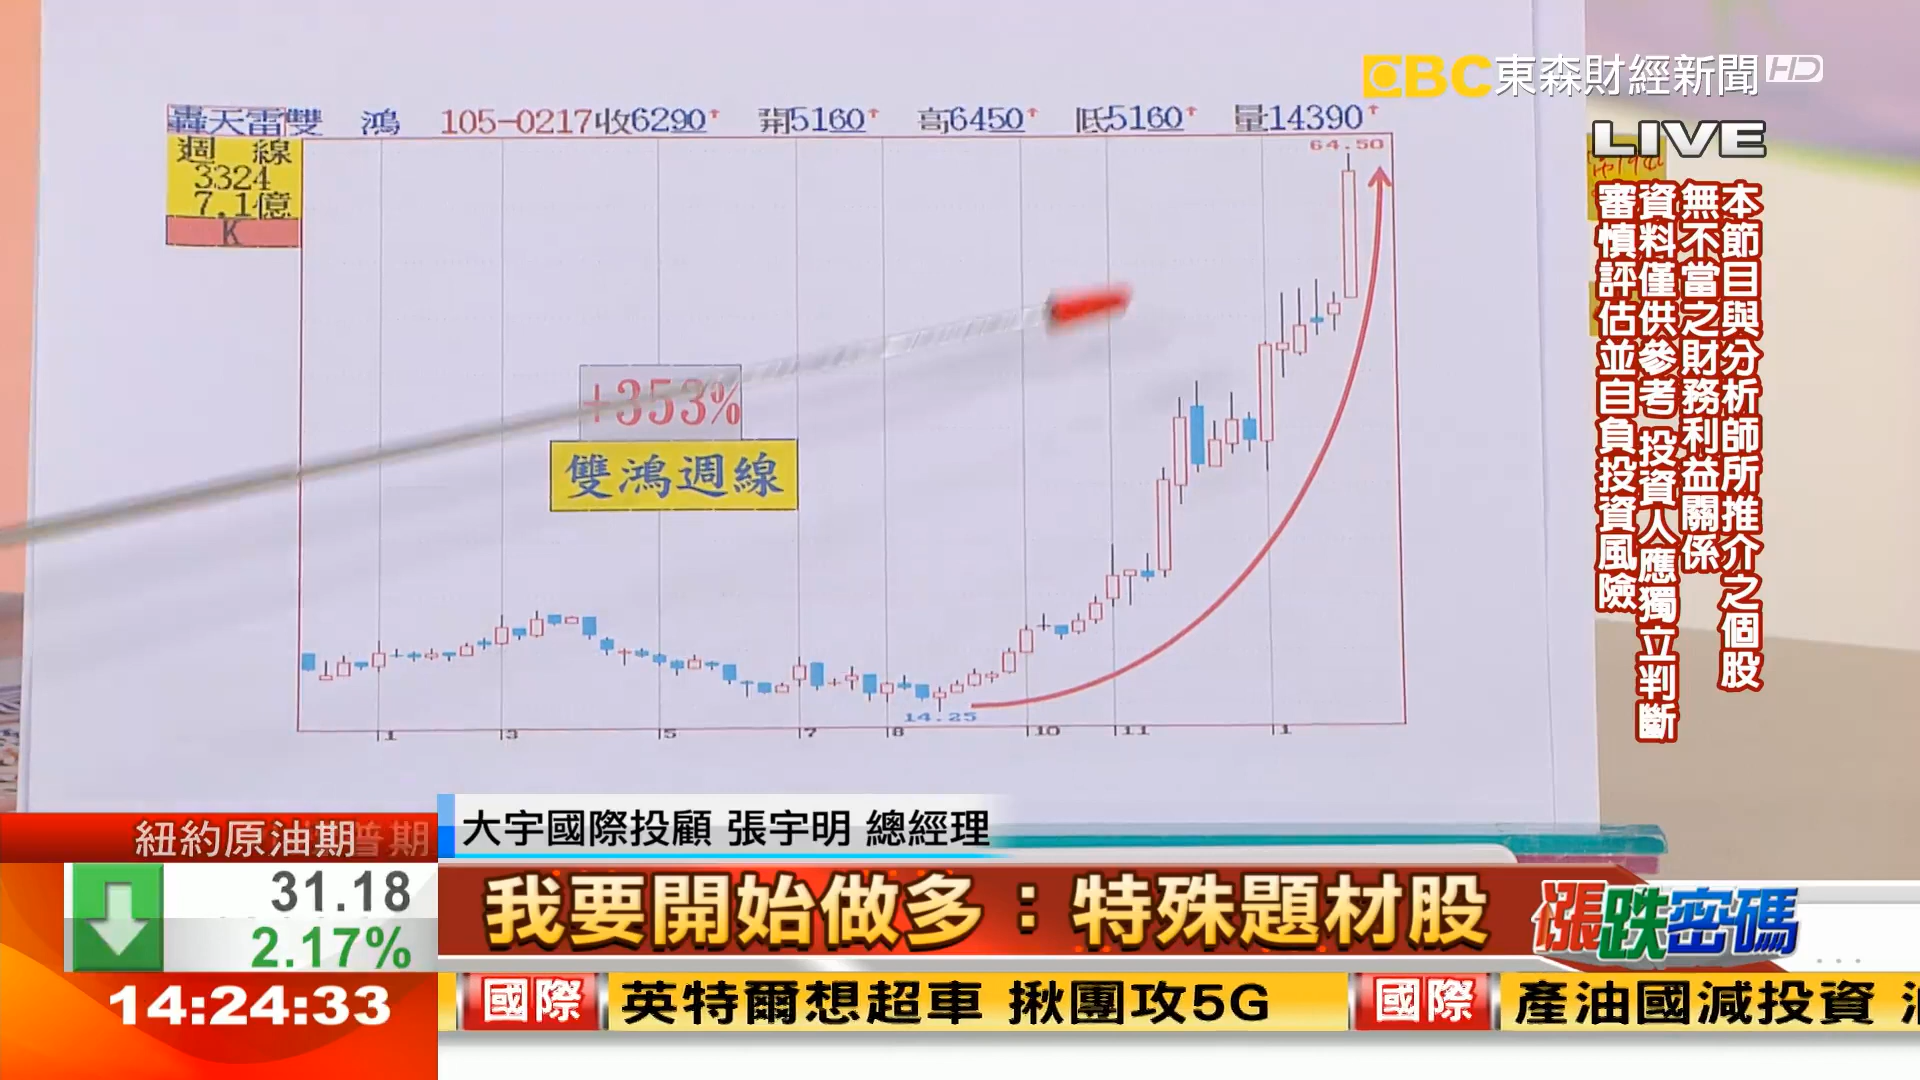 EBC 東森財經新聞 HD
LIVE
本節目與分析師所推介之個股
無不當之財務利益關係
資料僅供參考 投資人應獨立判斷
審慎評估並自負投資風險
轟天雷雙 鴻 105-0217收6290↑ 開5160↑ 高6450↑ 低5160↑ 量14390↑
週 線
3324
7.1億
K
64.50
+353%
雙鴻週線
14.25
1 3 5 7 8 10 11 1
大宇國際投顧 張宇明 總經理
紐約原油期
31.18
2.17%
我要開始做多：特殊題材股
漲跌密碼
14:24:33
國際 英特爾想超車 揪團攻5G 國際 產油國減投資